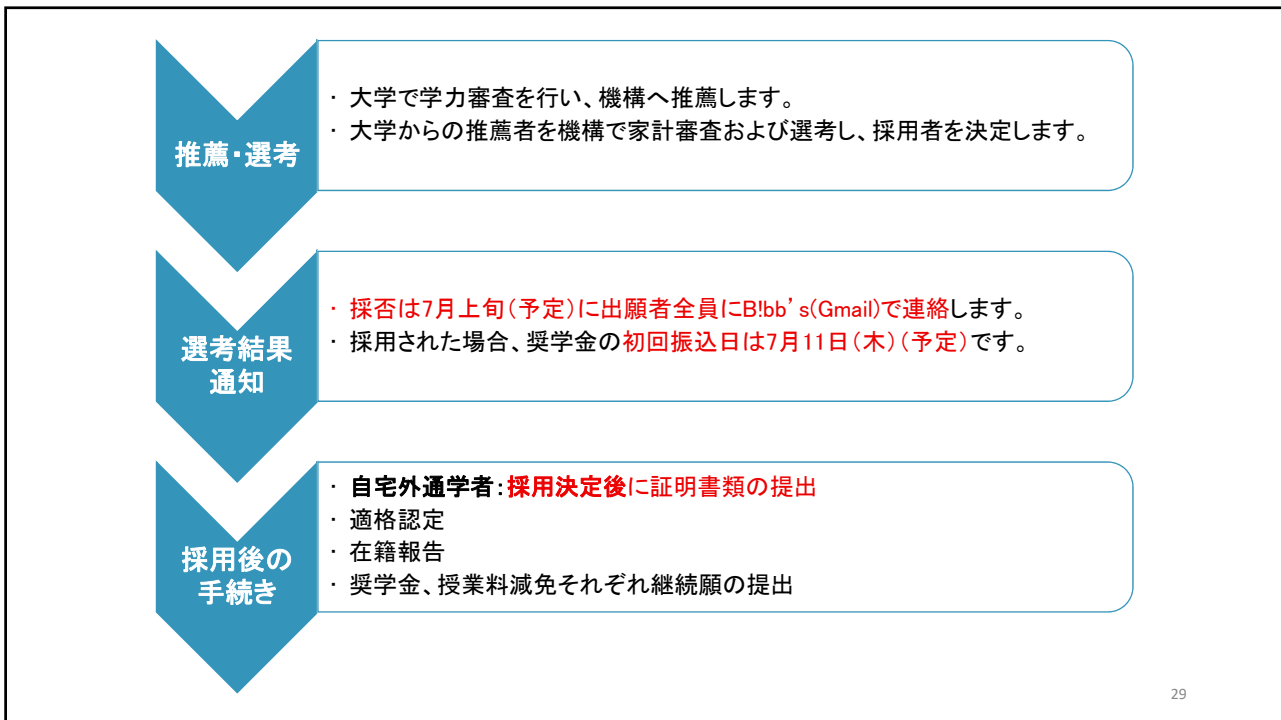 推薦・選考
・ 大学で学力審査を行い、機構へ推薦します。
・ 大学からの推薦者を機構で家計審査および選考し、採用者を決定します。
選考結果
通知
・ 採否は7月上旬(予定)に出願者全員にB!bb's(Gmail)で連絡します。
・ 採用された場合、奨学金の初回振込日は7月11日(木)(予定)です。
採用後の
手続き
・ 自宅外通学者:採用決定後に証明書類の提出
・ 適格認定
・ 在籍報告
・ 奨学金、授業料減免それぞれ継続願の提出
29